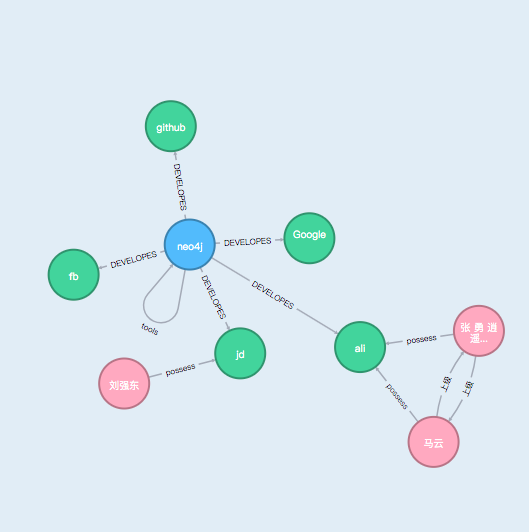 github
DEVELOPES
neo4j
DEVELOPES
Google
DEVELOPES
fb
DEVELOPES
DEVELOPES
tools
张 勇 逍
遥...
possess
ali
jd
possess
刘强东
上级
上级
possess
马云